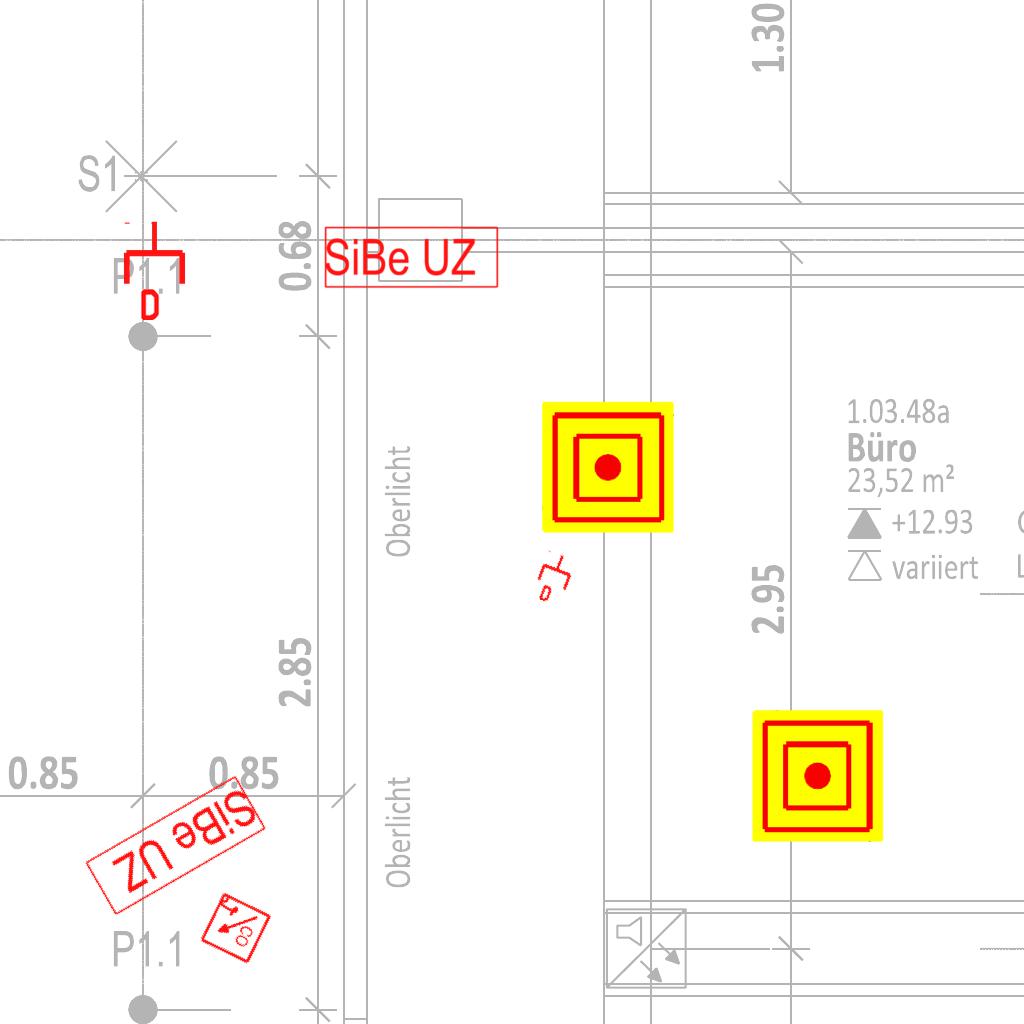 1.30
S1
0.68
SiBe UZ
P1.1
D
1.03.48a
Büro
23,52 m²
+12.93
variiert
Oberlicht
D
2.95
2.85
0.85
0.85
Oberlicht
SiBe UZ
CO
P1.1